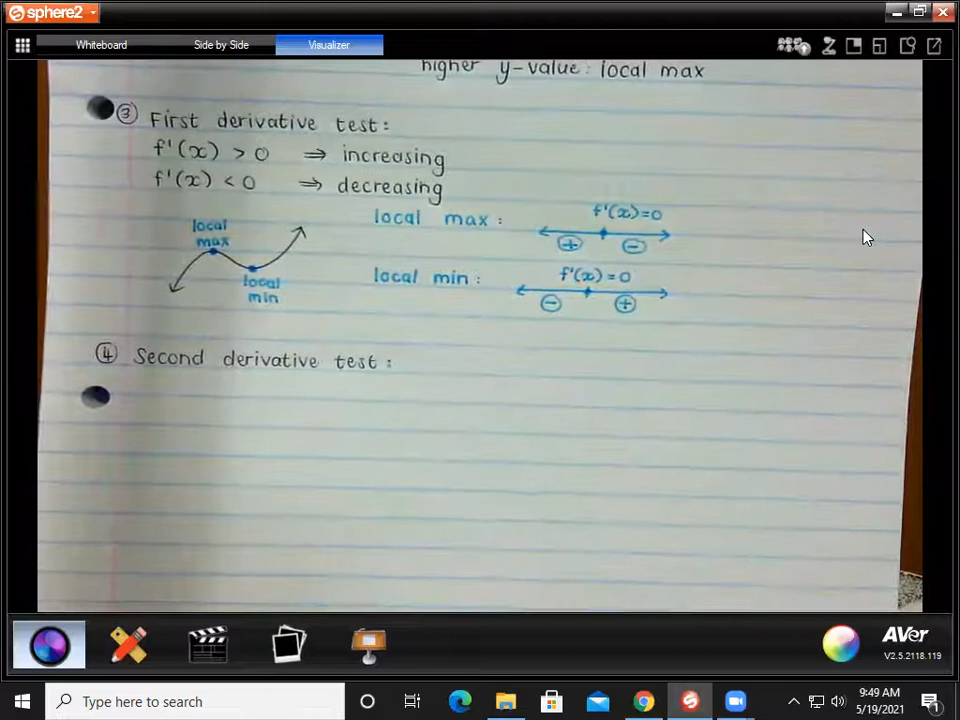 sphere2
Whiteboard Side by Side Visualizer
higher y-value: local max
③ First derivative test:
f'(x) > 0 ⇒ increasing
f'(x) < 0 ⇒ decreasing
local max
local min
local max: f'(x)=0
+ −
local min: f'(x)=0
− +
④ Second derivative test:
AVer
V2.5.2118.119
Type here to search
9:49 AM
5/19/2021
1